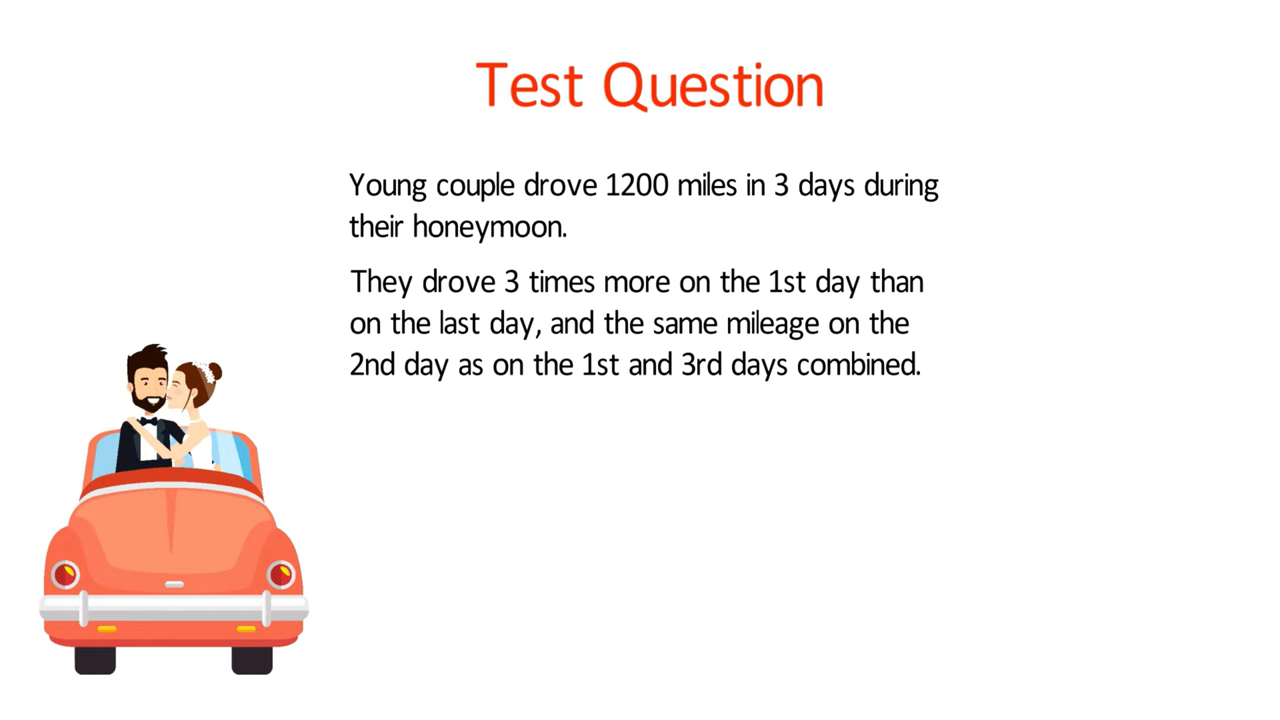 Test Question
Young couple drove 1200 miles in 3 days during
their honeymoon.
They drove 3 times more on the 1st day than
on the last day, and the same mileage on the
2nd day as on the 1st and 3rd days combined.